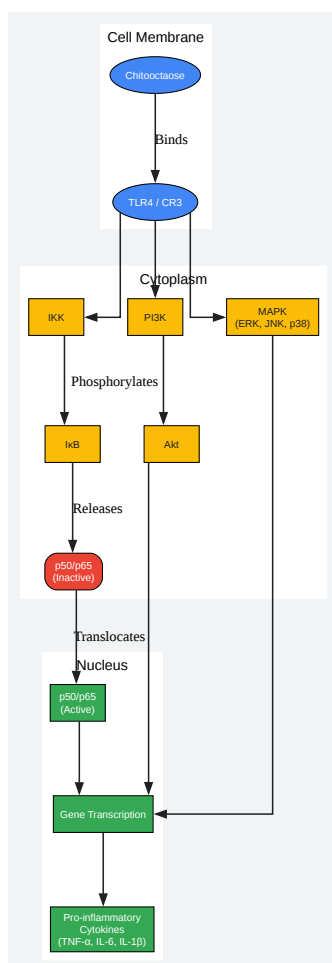 Cell Membrane
Chitooctaose
Binds
TLR4 / CR3
Cytoplasm
IKK
PI3K
MAPK
(ERK, JNK, p38)
Phosphorylates
IκB
Akt
Releases
p50/p65
(Inactive)
Translocates
Nucleus
p50/p65
(Active)
Gene Transcription
Pro-inflammatory
Cytokines
(TNF-α, IL-6, IL-1β)